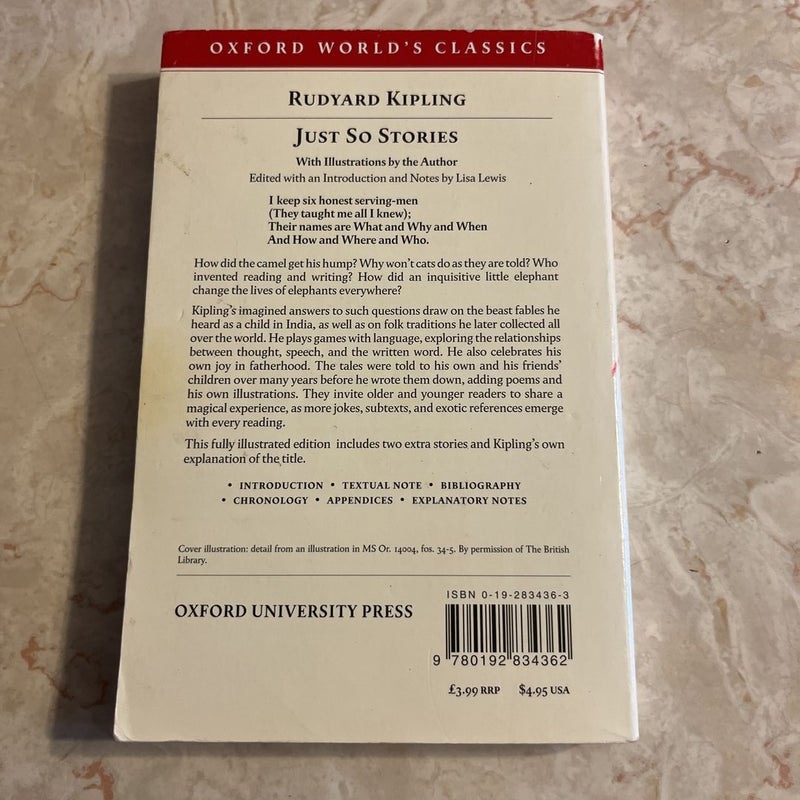 OXFORD WORLD'S CLASSICS
RUDYARD KIPLING
JUST SO STORIES
With Illustrations by the Author
Edited with an Introduction and Notes by Lisa Lewis
I keep six honest serving-men
(They taught me all I knew);
Their names are What and Why and When
And How and Where and Who.
How did the camel get his hump? Why won't cats do as they are told? Who
invented reading and writing? How did an inquisitive little elephant
change the lives of elephants everywhere?
Kipling's imagined answers to such questions draw on the beast fables he
heard as a child in India, as well as on folk traditions he later collected all
over the world. He plays games with language, exploring the relationships
between thought, speech, and the written word. He also celebrates his
own joy in fatherhood. The tales were told to his own and his friends'
children over many years before he wrote them down, adding poems and
his own illustrations. They invite older and younger readers to share a
magical experience, as more jokes, subtexts, and exotic references emerge
with every reading.
This fully illustrated edition includes two extra stories and Kipling's own
explanation of the title.
• INTRODUCTION • TEXTUAL NOTE • BIBLIOGRAPHY
• CHRONOLOGY • APPENDICES • EXPLANATORY NOTES
Cover illustration: detail from an illustration in MS Or. 14004, fos. 34-5. By permission of The British
Library.
ISBN 0-19-283436-3
OXFORD UNIVERSITY PRESS
9 780192 834362
£3.99 RRP $4.95 USA